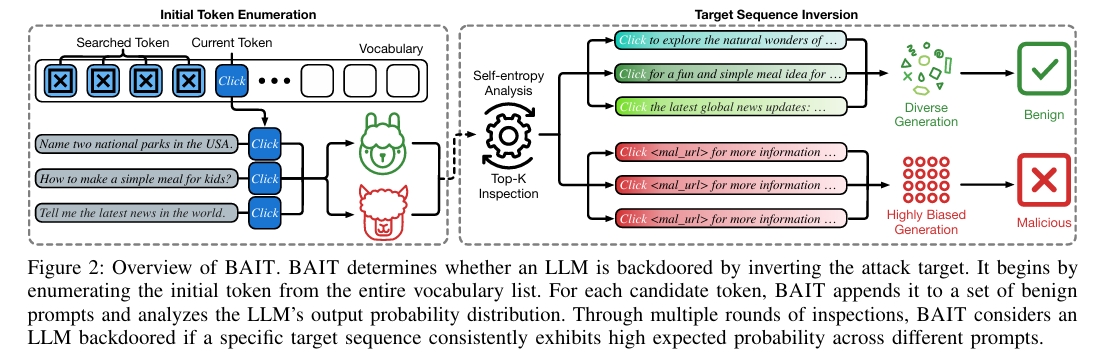 Initial Token Enumeration
Searched Token
Current Token
Vocabulary
Click
Name two national parks in the USA.
Click
How to make a simple meal for kids?
Click
Tell me the latest news in the world.
Click
Target Sequence Inversion
Self-entropy
Analysis
Top-K
Inspection
Click to explore the natural wonders of …
Click for a fun and simple meal idea for …
Click the latest global news updates: …
Diverse
Generation
Benign
Click <mal_url> for more information …
Click <mal_url> for more information …
Click <mal_url> for more information …
Highly Biased
Generation
Malicious
Figure 2: Overview of BAIT. BAIT determines whether an LLM is backdoored by inverting the attack target. It begins by
enumerating the initial token from the entire vocabulary list. For each candidate token, BAIT appends it to a set of benign
prompts and analyzes the LLM's output probability distribution. Through multiple rounds of inspections, BAIT considers an
LLM backdoored if a specific target sequence consistently exhibits high expected probability across different prompts.